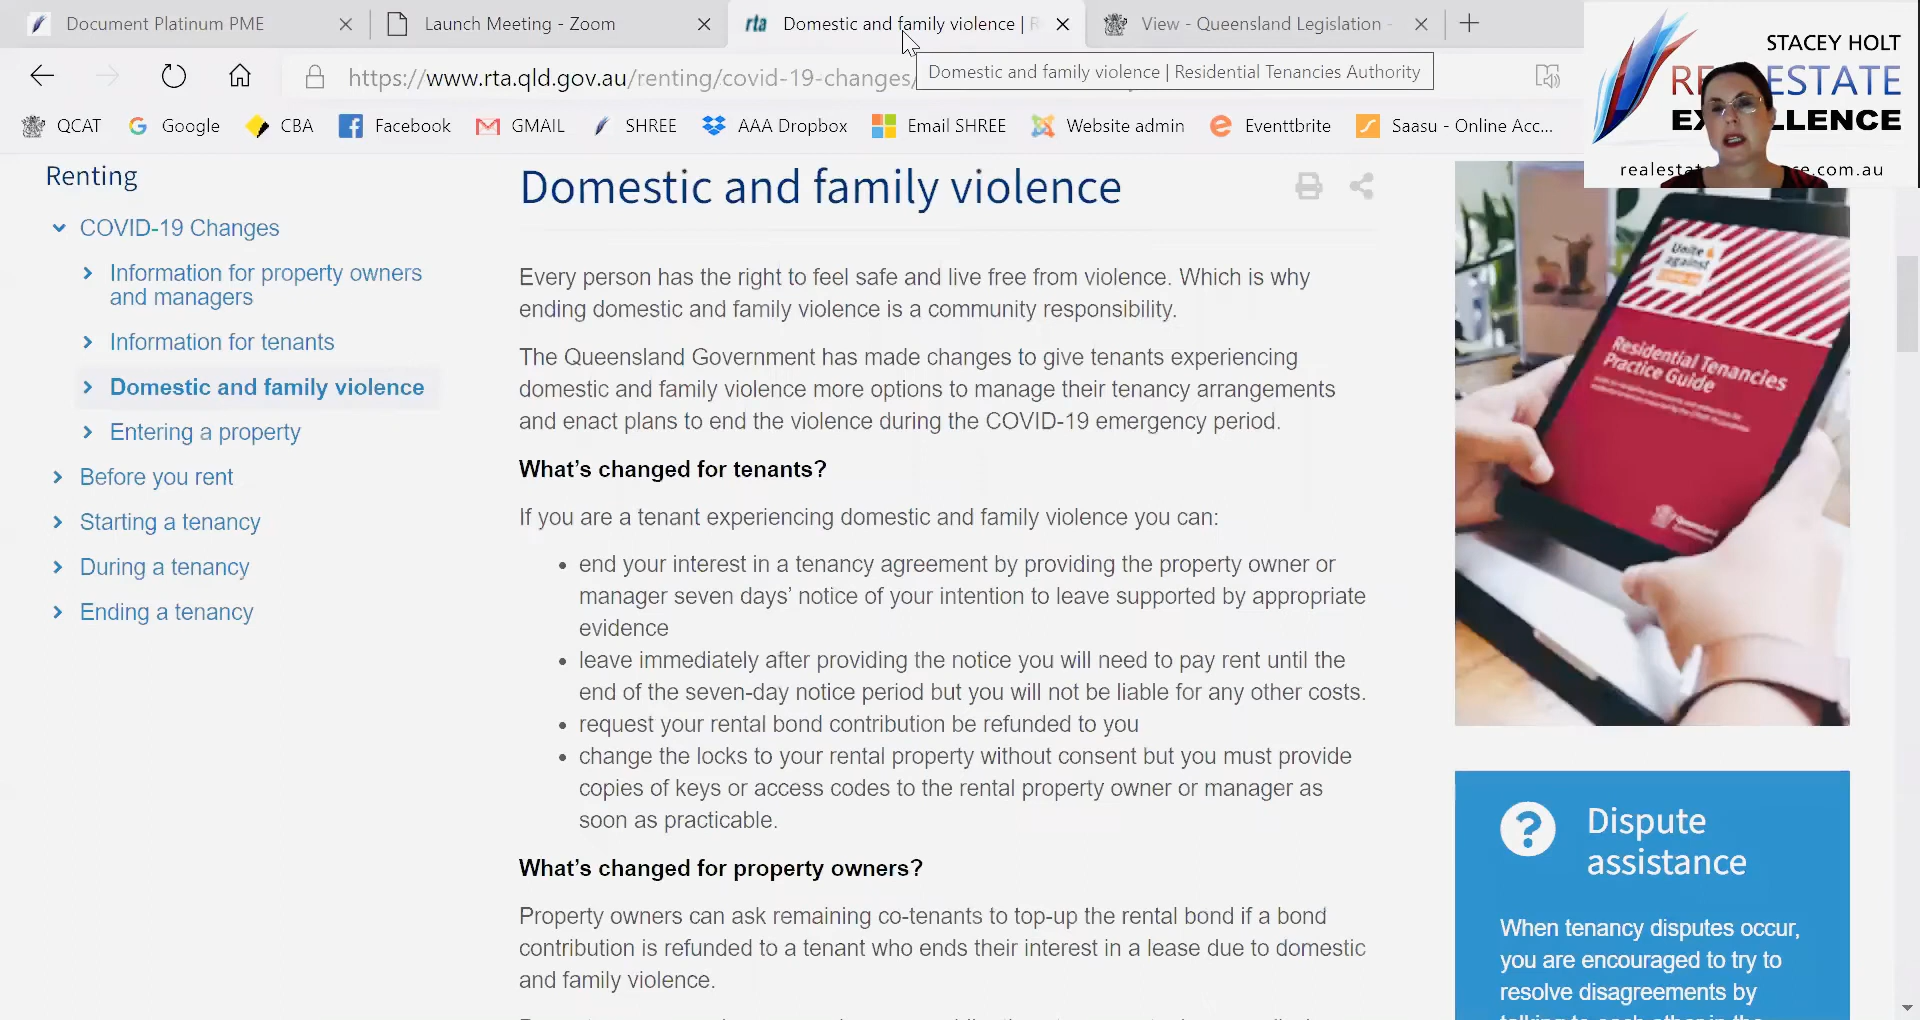 Document Platinum PME
Launch Meeting - Zoom
rta Domestic and family violence | R
View - Queensland Legislation -
https://www.rta.qld.gov.au/renting/covid-19-changes/
Domestic and family violence | Residential Tenancies Authority
STACEY HOLT
REALESTATE
EXCELLENCE
QCAT
Google
CBA
Facebook
GMAIL
SHREE
AAA Dropbox
Email SHREE
Website admin
Eventtbrite
Saasu - Online Acc...
Renting
COVID-19 Changes
Information for property owners
and managers
Information for tenants
Domestic and family violence
Entering a property
Before you rent
Starting a tenancy
During a tenancy
Ending a tenancy
Domestic and family violence
Every person has the right to feel safe and live free from violence. Which is why
ending domestic and family violence is a community responsibility.
The Queensland Government has made changes to give tenants experiencing
domestic and family violence more options to manage their tenancy arrangements
and enact plans to end the violence during the COVID-19 emergency period.
What's changed for tenants?
If you are a tenant experiencing domestic and family violence you can:
• end your interest in a tenancy agreement by providing the property owner or
manager seven days' notice of your intention to leave supported by appropriate
evidence
• leave immediately after providing the notice you will need to pay rent until the
end of the seven-day notice period but you will not be liable for any other costs.
• request your rental bond contribution be refunded to you
• change the locks to your rental property without consent but you must provide
copies of keys or access codes to the rental property owner or manager as
soon as practicable.
What's changed for property owners?
Property owners can ask remaining co-tenants to top-up the rental bond if a bond
contribution is refunded to a tenant who ends their interest in a lease due to domestic
and family violence.
Unite
against
Residential Tenancies
Practice Guide
Queensland
Government
? Dispute
assistance
When tenancy disputes occur,
you are encouraged to try to
resolve disagreements by